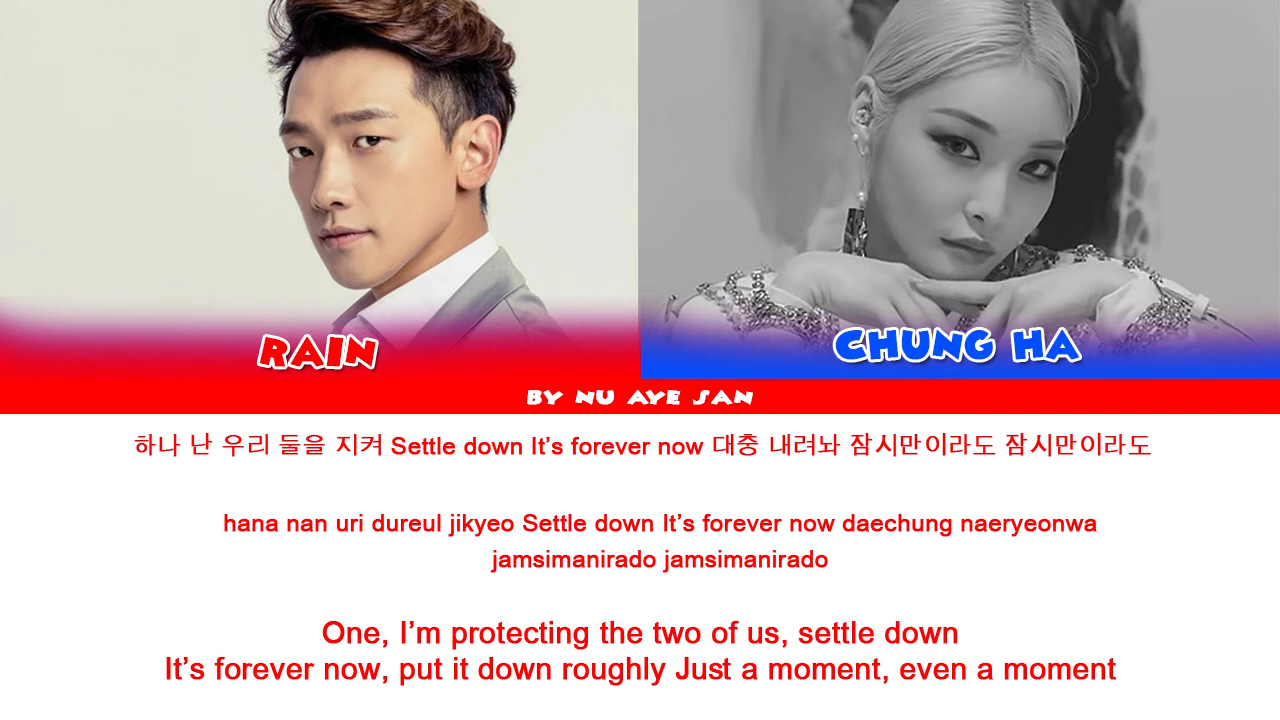 RAIN
CHUNG HA
BY NU AYE SAN
하나 난 우리 둘을 지켜 Settle down It’s forever now 대충 내려놔 잠시만이라도 잠시만이라도
hana nan uri dureul jikyeo Settle down It’s forever now daechung naeryeonwa
jamsimanirado jamsimanirado
One, I’m protecting the two of us, settle down
It’s forever now, put it down roughly Just a moment, even a moment